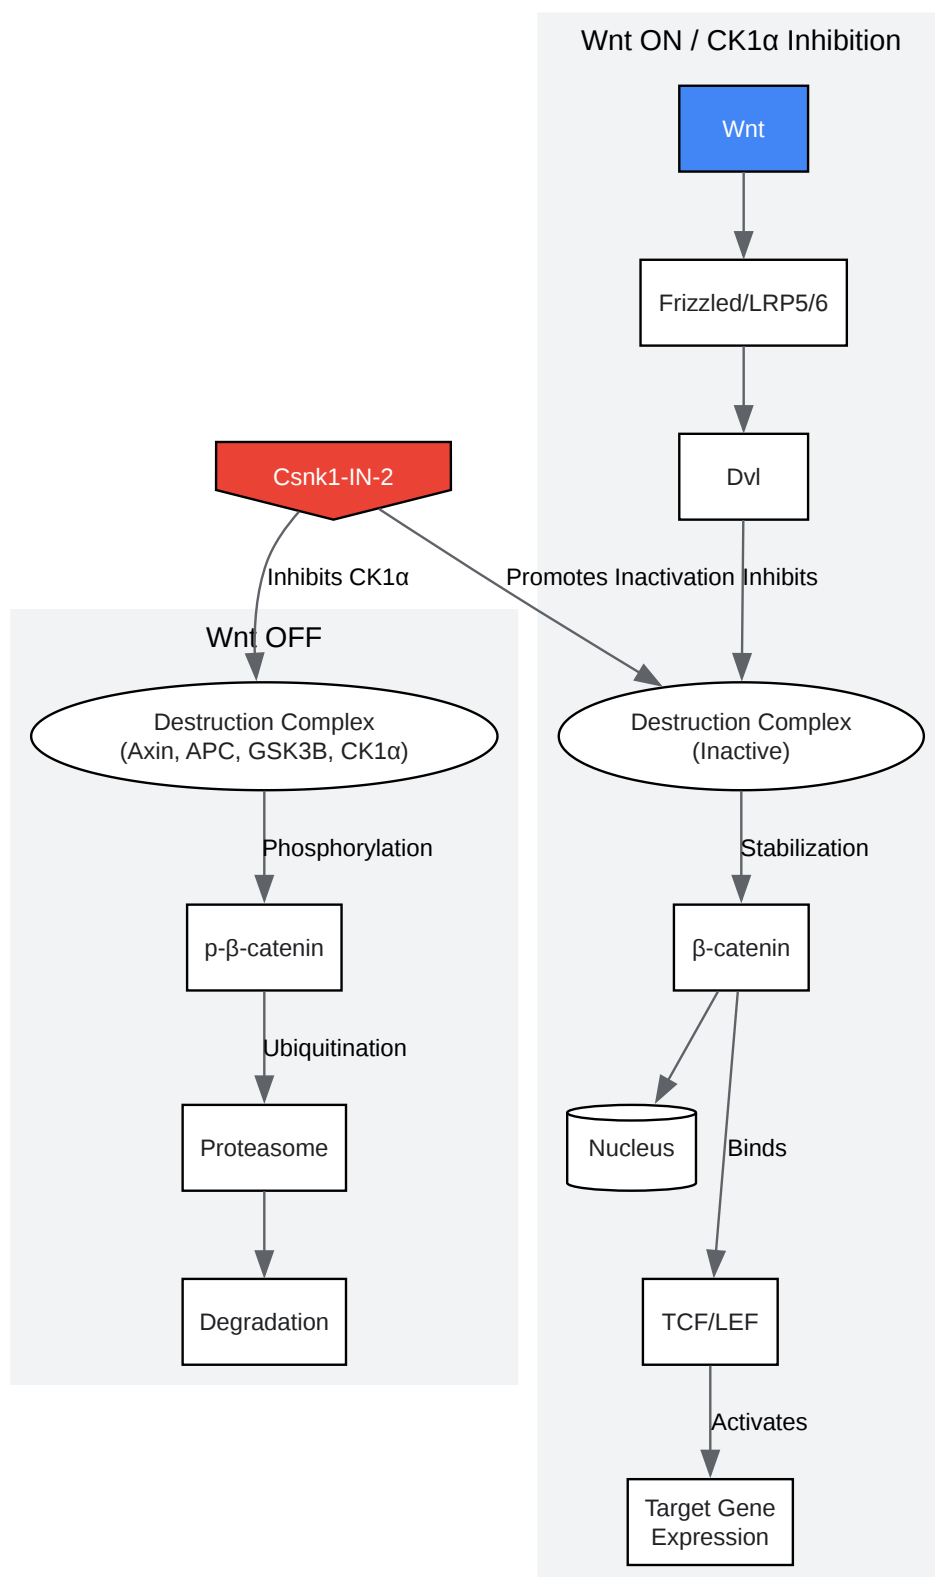 Wnt ON / CK1α Inhibition
Wnt
Frizzled/LRP5/6
Dvl
Csnk1-IN-2
Inhibits CK1α
Promotes Inactivation
Inhibits
Wnt OFF
Destruction Complex
(Axin, APC, GSK3B, CK1α)
Destruction Complex
(Inactive)
Phosphorylation
Stabilization
p-β-catenin
β-catenin
Ubiquitination
Proteasome
Nucleus
Binds
Degradation
TCF/LEF
Activates
Target Gene
Expression